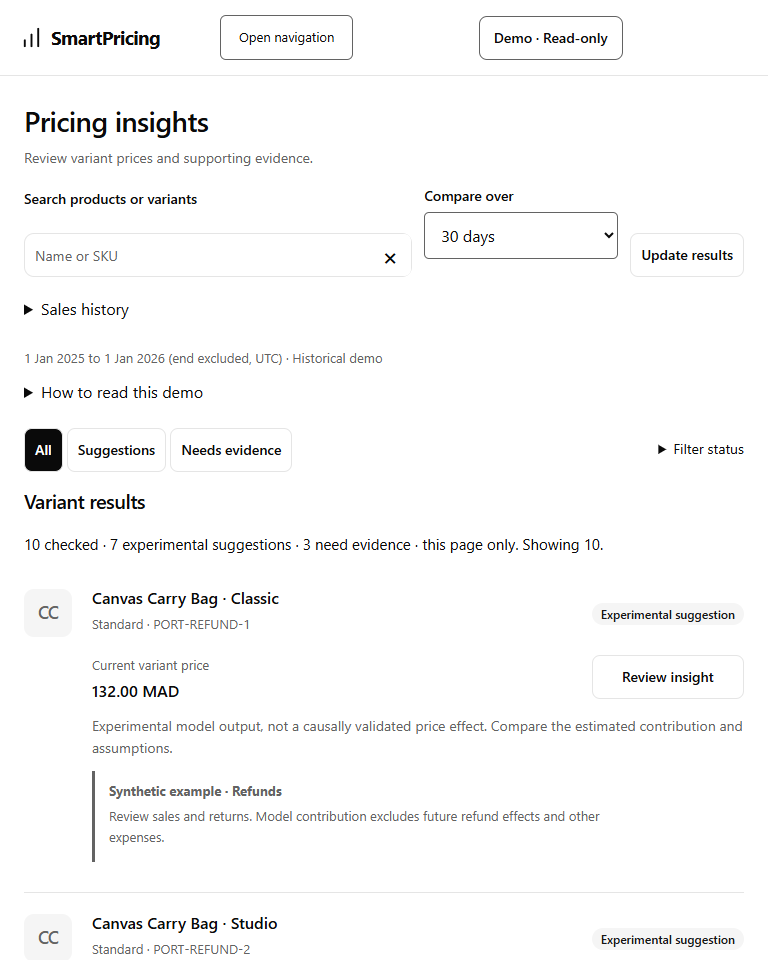 SmartPricing
Open navigation
Demo · Read-only
Pricing insights
Review variant prices and supporting evidence.
Search products or variants
Compare over
Name or SKU
30 days
Update results
Sales history
1 Jan 2025 to 1 Jan 2026 (end excluded, UTC) · Historical demo
How to read this demo
All
Suggestions
Needs evidence
Filter status
Variant results
10 checked · 7 experimental suggestions · 3 need evidence · this page only. Showing 10.
CC
Canvas Carry Bag · Classic
Standard · PORT-REFUND-1
Experimental suggestion
Current variant price
132.00 MAD
Review insight
Experimental model output, not a causally validated price effect. Compare the estimated contribution and
assumptions.
Synthetic example · Refunds
Review sales and returns. Model contribution excludes future refund effects and other
expenses.
CC
Canvas Carry Bag · Studio
Standard · PORT-REFUND-2
Experimental suggestion